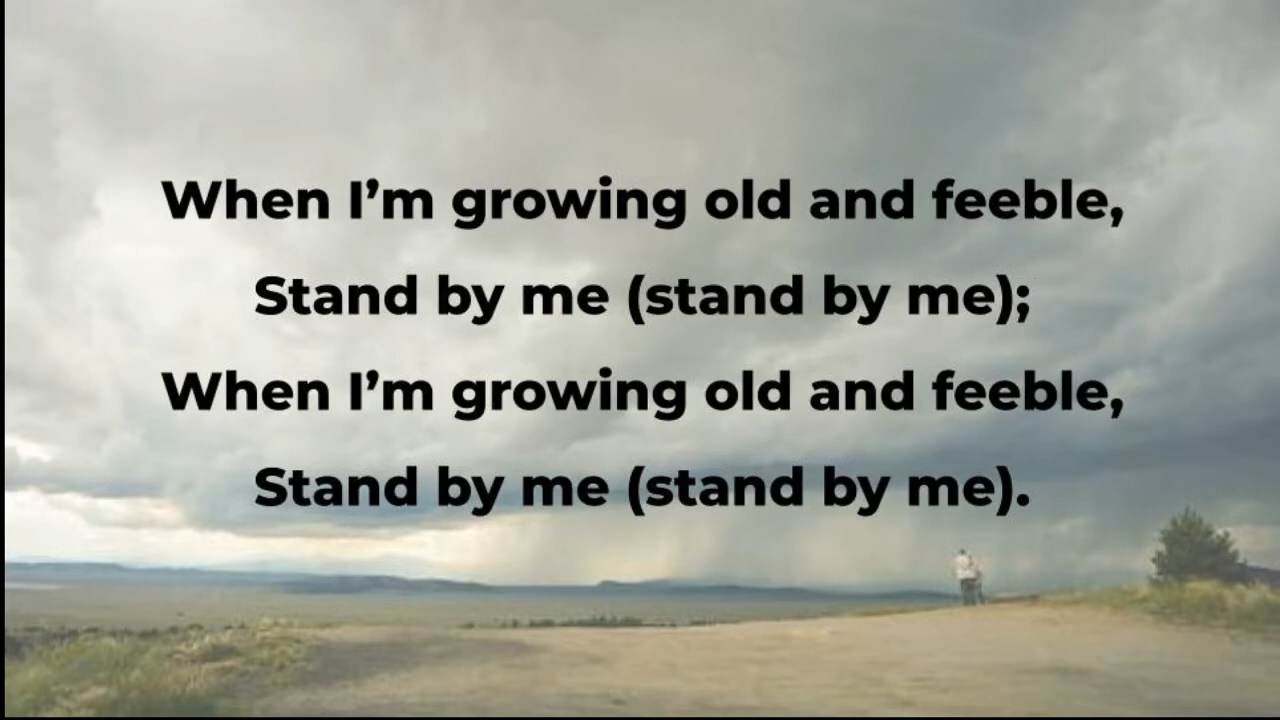 When I’m growing old and feeble,
Stand by me (stand by me);
When I’m growing old and feeble,
Stand by me (stand by me).